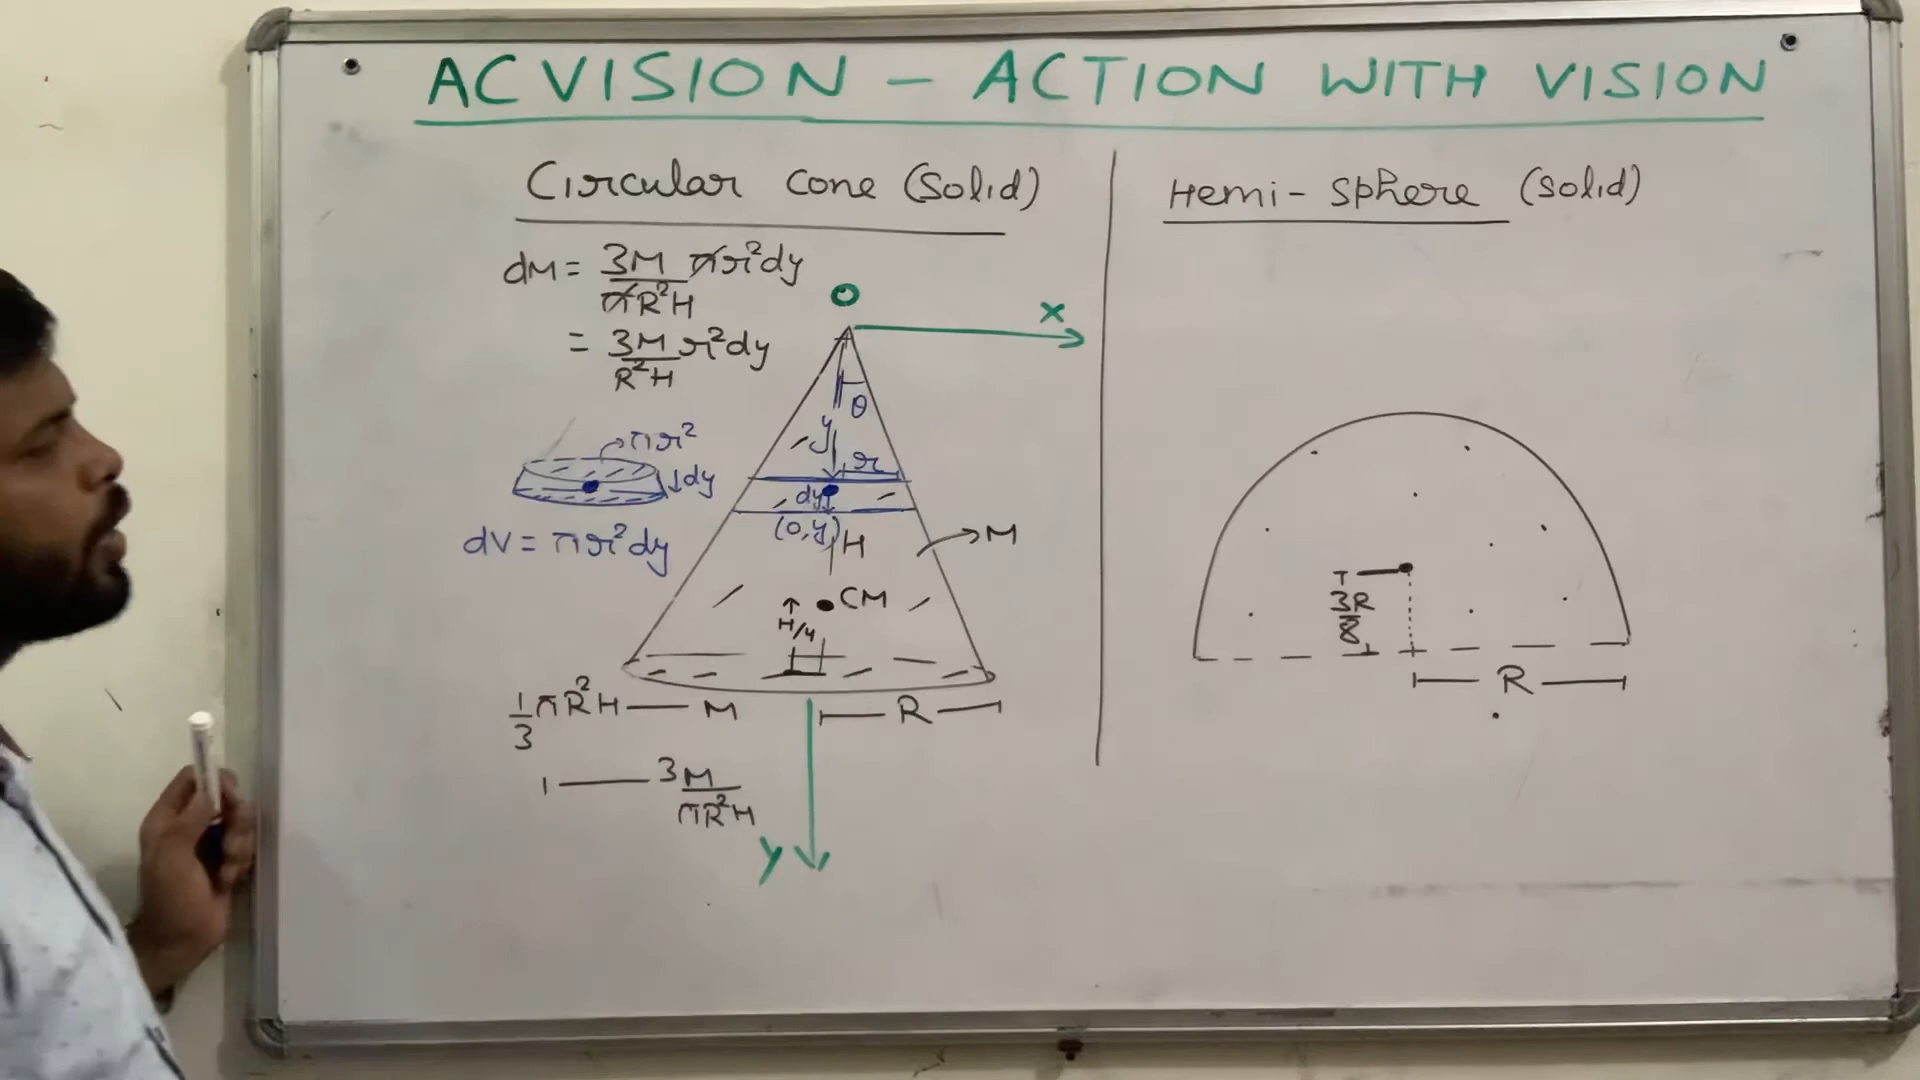 ACVISION – ACTION WITH VISION
Circular cone (Solid)
dM = 3M/πR²H πr²dy
= 3M/R²H r²dy
O
X
θ
y
r
πr²
dy
dy
(0,y)
dV = πr²dy
H
M
CM
H/4
1/3 πR²H — M
R
1 — 3M/πR²H
Y
Hemi-sphere (Solid)
3R/8
R